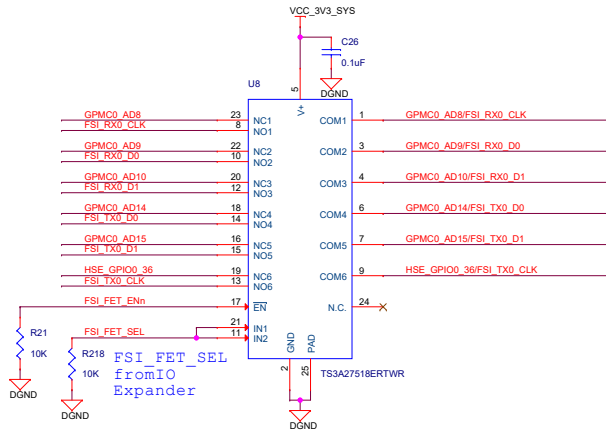 VCC_3V3_SYS
C26
0.1uF
DGND
U8
5
V+
GPMC0_AD8 23 NC1 COM1 1 GPMC0_AD8/FSI_RX0_CLK
FSI_RX0_CLK 8 NO1
GPMC0_AD9 22 NC2 COM2 3 GPMC0_AD9/FSI_RX0_D0
FSI_RX0_D0 10 NO2
GPMC0_AD10 20 NC3 COM3 4 GPMC0_AD10/FSI_RX0_D1
FSI_RX0_D1 12 NO3
GPMC0_AD14 18 NC4 COM4 6 GPMC0_AD14/FSI_TX0_D0
FSI_TX0_D0 14 NO4
GPMC0_AD15 16 NC5 COM5 7 GPMC0_AD15/FSI_TX0_D1
FSI_TX0_D1 15 NO5
HSE_GPIO0_36 19 NC6 COM6 9 HSE_GPIO0_36/FSI_TX0_CLK
FSI_TX0_CLK 13 NO6
FSI_FET_ENn 17 EN N.C. 24
21 IN1
FSI_FET_SEL 11 IN2
R21
10K
DGND
R218
10K
DGND
FSI_FET_SEL
fromIO
Expander
GND PAD
2 25
TS3A27518ERTWR
DGND